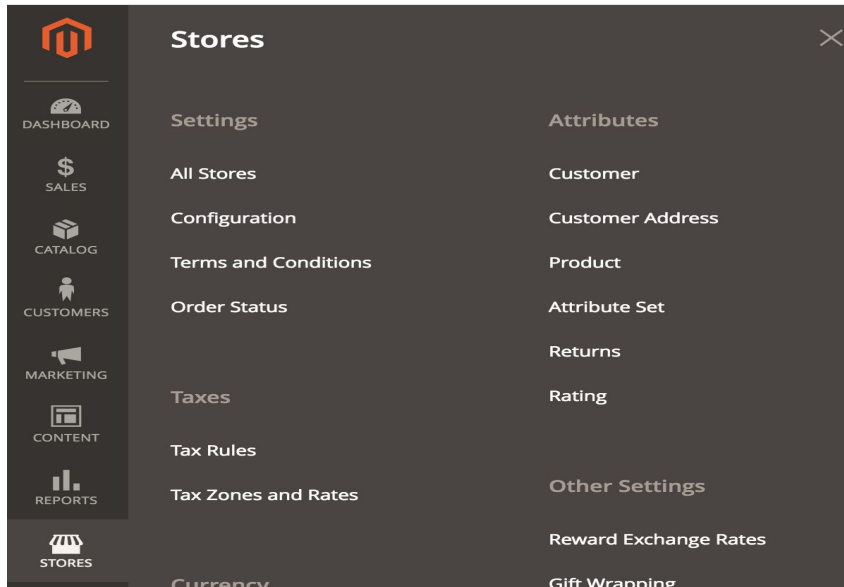 Stores
DASHBOARD
SALES
CATALOG
CUSTOMERS
MARKETING
CONTENT
REPORTS
STORES
Settings
All Stores
Configuration
Terms and Conditions
Order Status
Taxes
Tax Rules
Tax Zones and Rates
Currency
Attributes
Customer
Customer Address
Product
Attribute Set
Returns
Rating
Other Settings
Reward Exchange Rates
Gift Wrapping